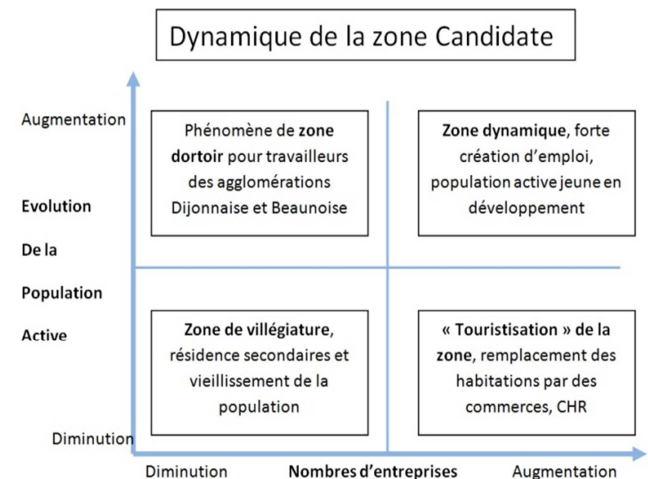 Dynamique de la zone Candidate
Augmentation
Phénomène de zone
dortoir pour travailleurs
des agglomérations
Dijonnaise et Beaunoise
Zone dynamique, forte
création d'emploi,
population active jeune en
développement
Evolution
De la
Population
Active
Zone de villégiature,
résidence secondaires et
vieillissement de la
population
« Touristisation » de la
zone, remplacement des
habitations par des
commerces, CHR
Diminution
Diminution
Nombres d'entreprises
Augmentation